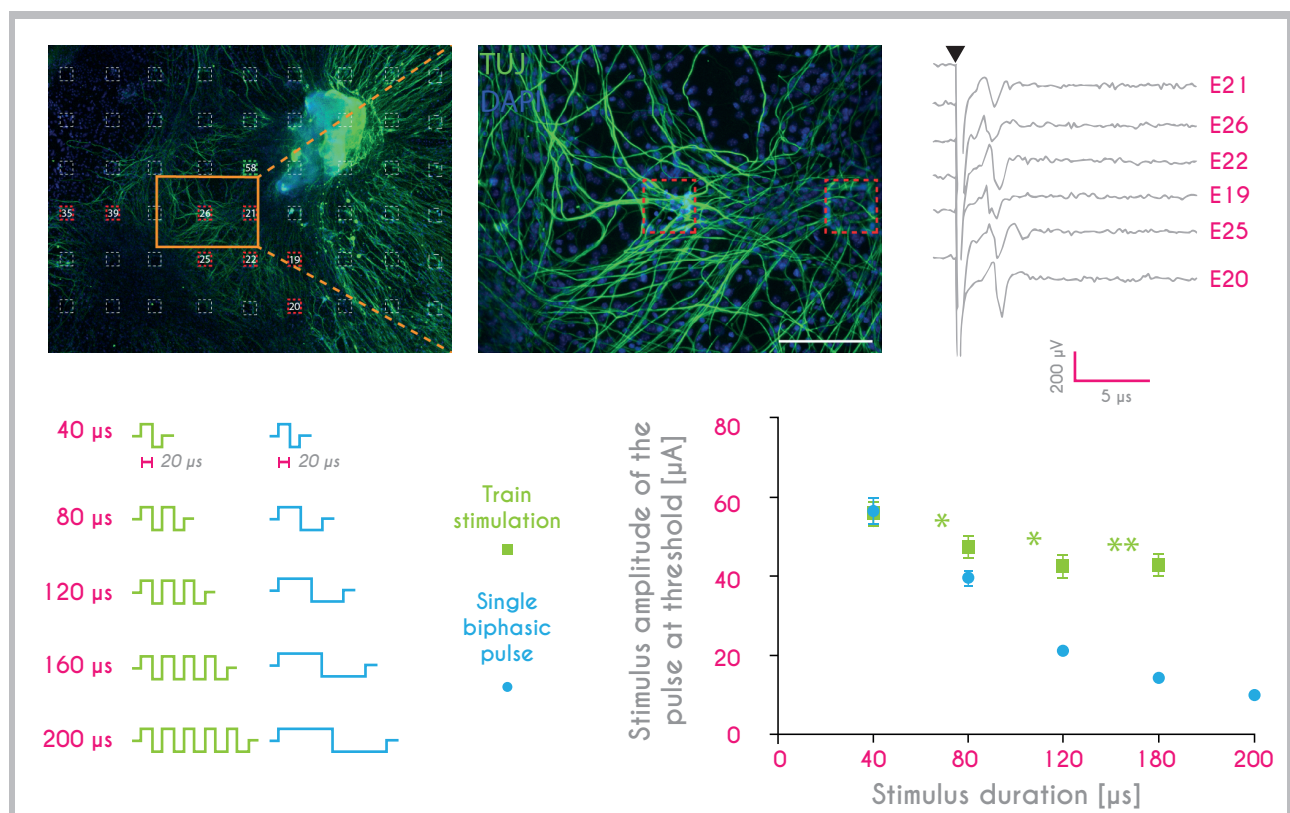 58
35
39
26
21
25
22
19
20
TUJ
DAPI
E21
E26
E22
E19
E25
E20
200 µV
5 µs
40 µs
20 µs
20 µs
80 µs
120 µs
160 µs
200 µs
Train
stimulation
Single
biphasic
pulse
Stimulus amplitude of the
pulse at threshold [µA]
80
60
40
20
0
*
*
**
0
40
80
120
180
200
Stimulus duration [µs]